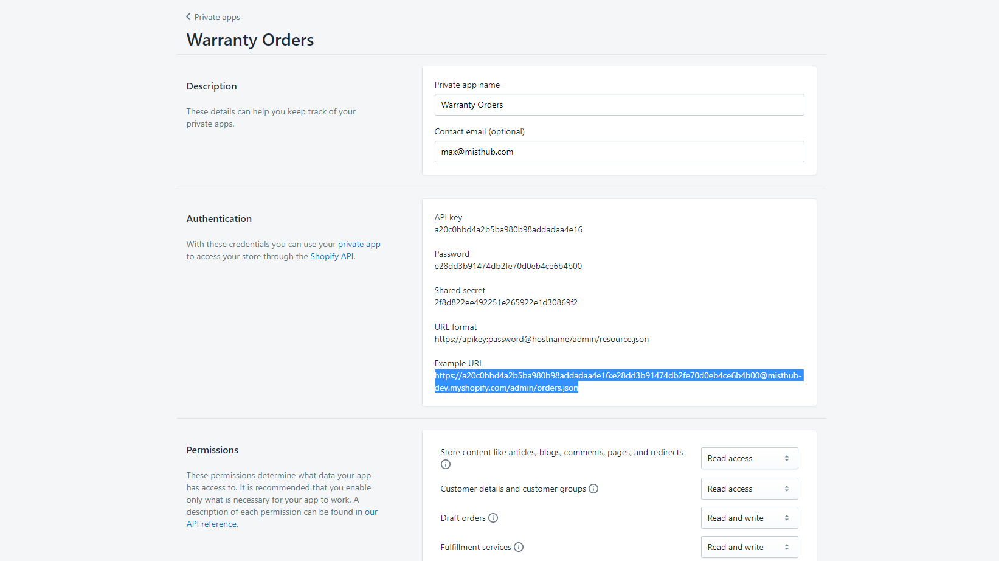 Private apps
Warranty Orders
Description
These details can help you keep track of your
private apps.
Private app name
Warranty Orders
Contact email (optional)
max@misthub.com
Authentication
With these credentials you can use your private app
to access your store through the Shopify API.
API key
a20c0bbd4a2b5ba980b98addadaa4e16
Password
e28dd3b91474db2fe70d0eb4ce6b4b00
Shared secret
2f8d822ee492251e265922e1d30869f2
URL format
https://apikey:password@hostname/admin/resource.json
Example URL
https://a20c0bbd4a2b5ba980b98addadaa4e16:e28dd3b91474db2fe70d0eb4ce6b4b00@misthub-
dev.myshopify.com/admin/orders.json
Permissions
These permissions determine what data your app
has access to. It is recommended that you enable
only what is necessary for your app to work. A
description of each permission can be found in our
API reference.
Store content like articles, blogs, comments, pages, and redirects
Read access
Customer details and customer groups
Read access
Draft orders
Read and write
Fulfillment services
Read and write